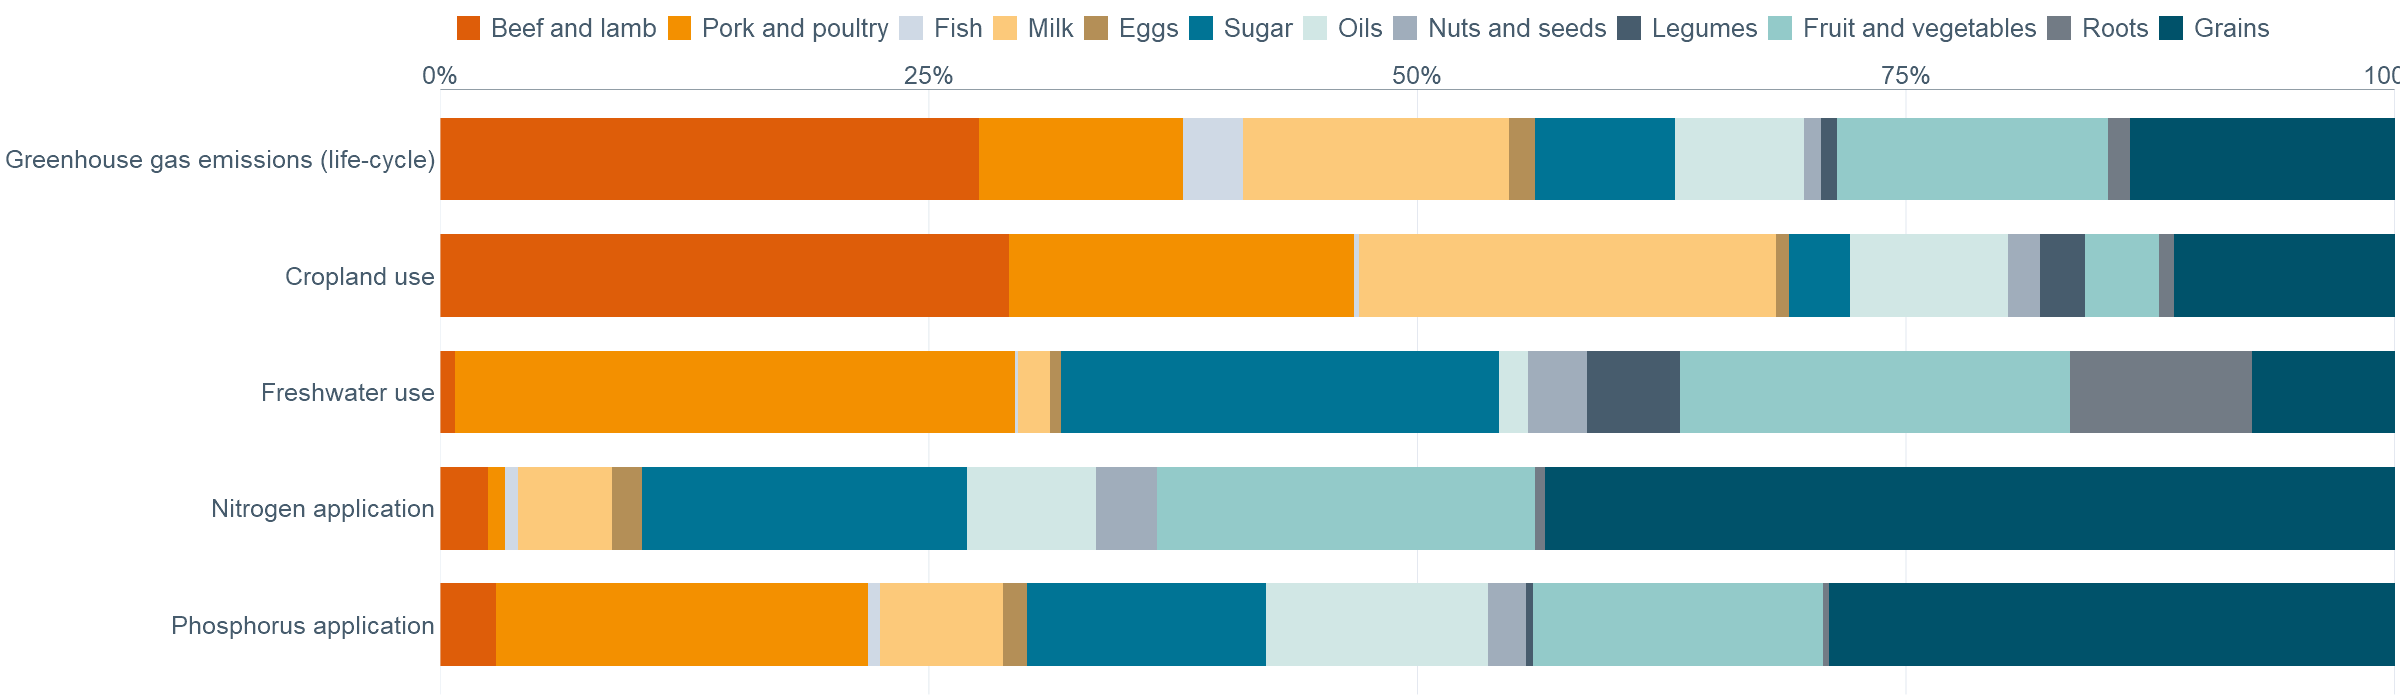 Beef and lamb Pork and poultry Fish Milk Eggs Sugar Oils Nuts and seeds Legumes Fruit and vegetables Roots Grains
0% 25% 50% 75% 100
Greenhouse gas emissions (life-cycle)
Cropland use
Freshwater use
Nitrogen application
Phosphorus application